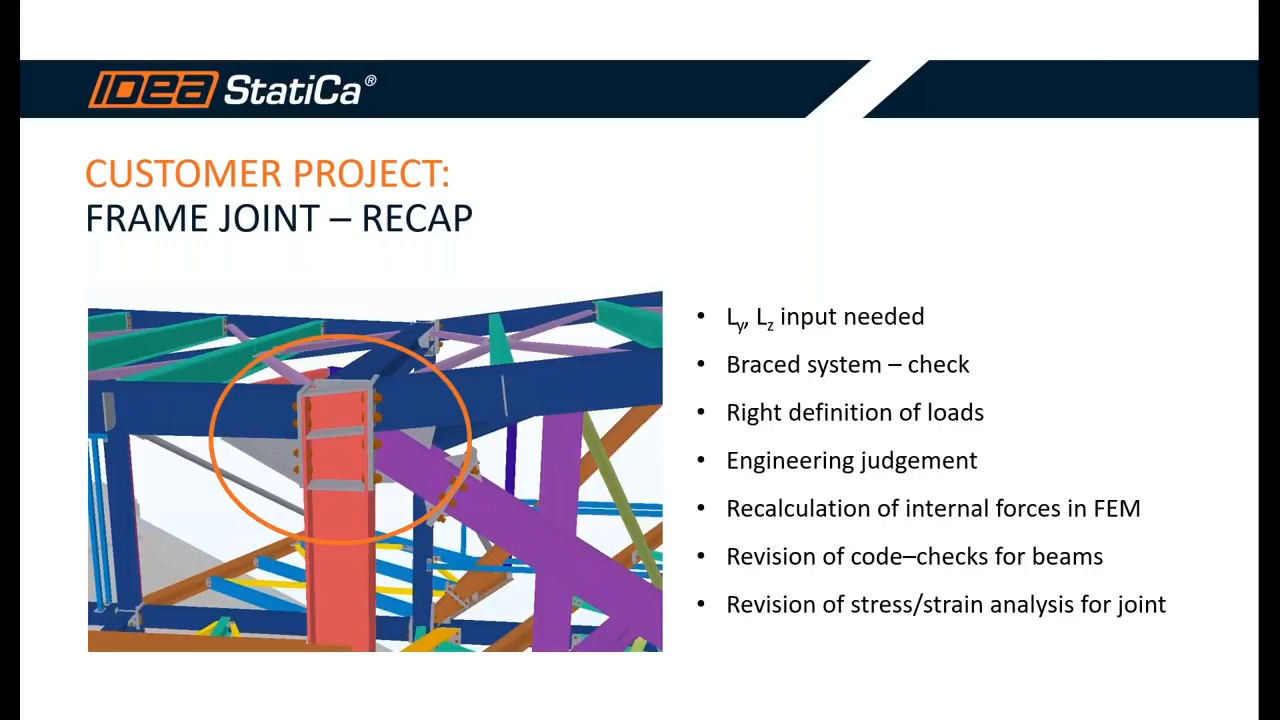 IDEA StatiCa®
CUSTOMER PROJECT:
FRAME JOINT – RECAP
• Ly, Lz input needed
• Braced system – check
• Right definition of loads
• Engineering judgement
• Recalculation of internal forces in FEM
• Revision of code–checks for beams
• Revision of stress/strain analysis for joint